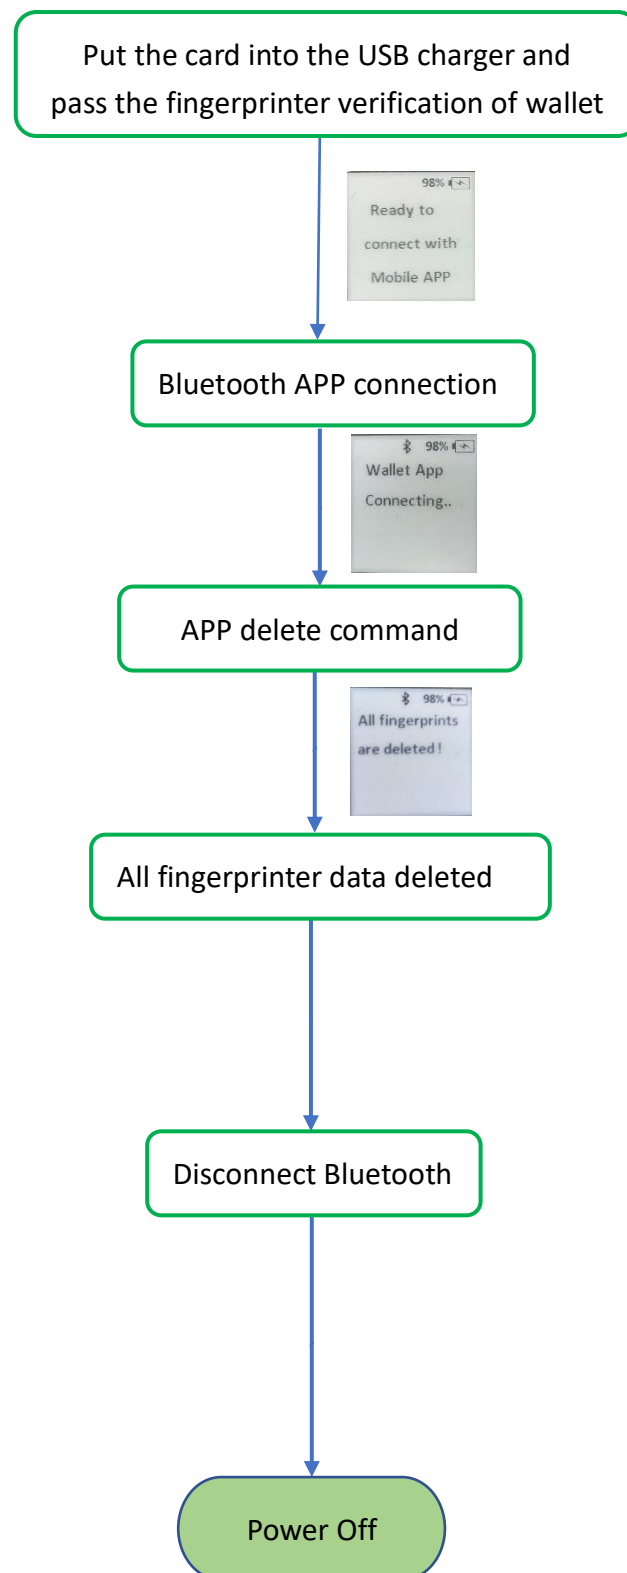 Put the card into the USB charger and
pass the fingerprinter verification of wallet
98%
Ready to
connect with
Mobile APP
Bluetooth APP connection
98%
Wallet App
Connecting..
APP delete command
98%
All fingerprints
are deleted!
All fingerprinter data deleted
Disconnect Bluetooth
Power Off